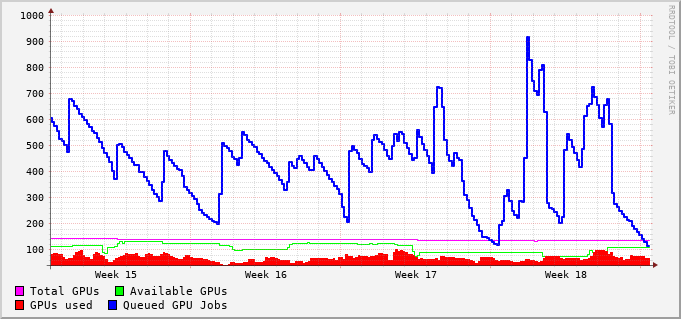 1000
900
800
700
600
500
400
300
200
100
Week 15 Week 16 Week 17 Week 18
Total GPUs Available GPUs
GPUs used Queued GPU Jobs
RRDTOOL / TOBI OETIKER